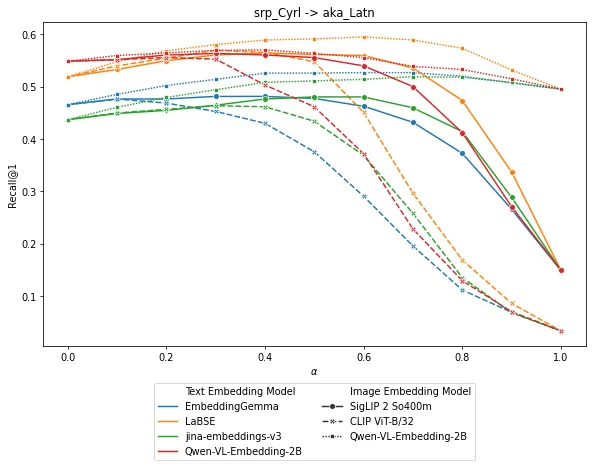 srp_Cyrl -> aka_Latn
0.6
0.5
0.4
0.3
0.2
0.1
Recall@1
0.0 0.2 0.4 0.6 0.8 1.0
α
Text Embedding Model
EmbeddingGemma
LaBSE
jina-embeddings-v3
Qwen-VL-Embedding-2B
Image Embedding Model
SigLIP 2 So400m
CLIP ViT-B/32
Qwen-VL-Embedding-2B